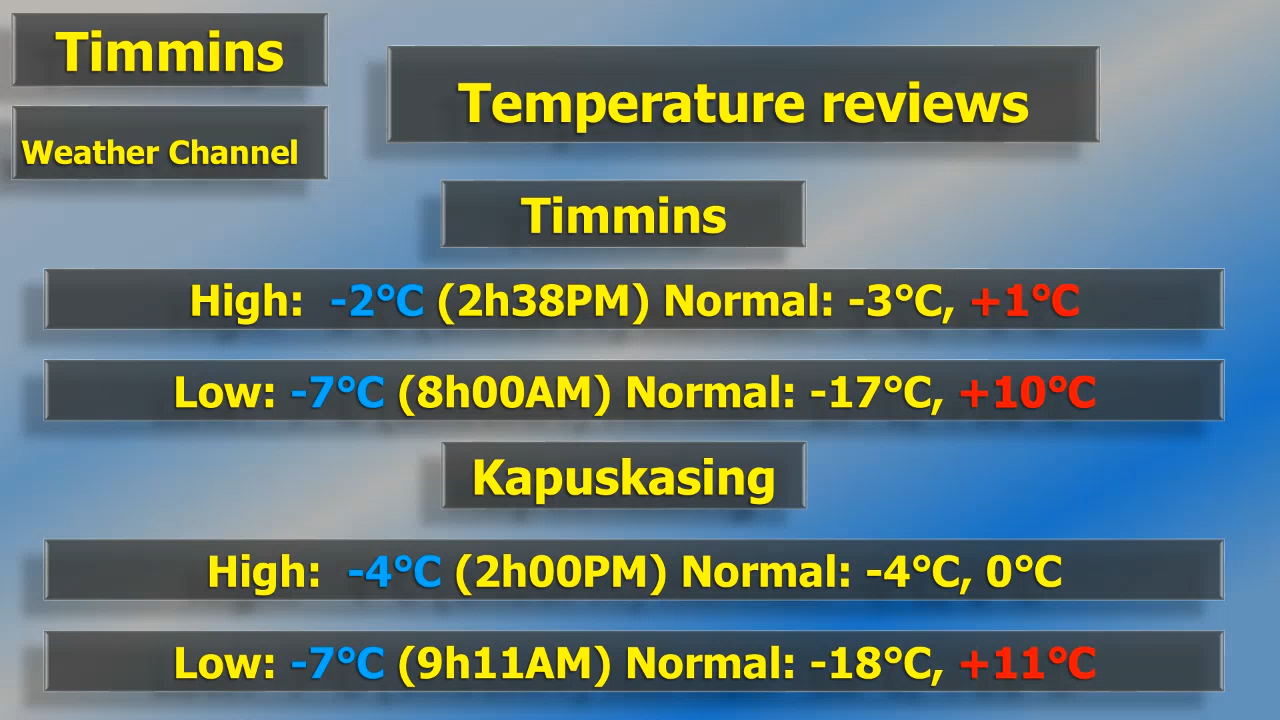 Timmins
Weather Channel
Temperature reviews
Timmins
High: -2°C (2h38PM) Normal: -3°C, +1°C
Low: -7°C (8h00AM) Normal: -17°C, +10°C
Kapuskasing
High: -4°C (2h00PM) Normal: -4°C, 0°C
Low: -7°C (9h11AM) Normal: -18°C, +11°C